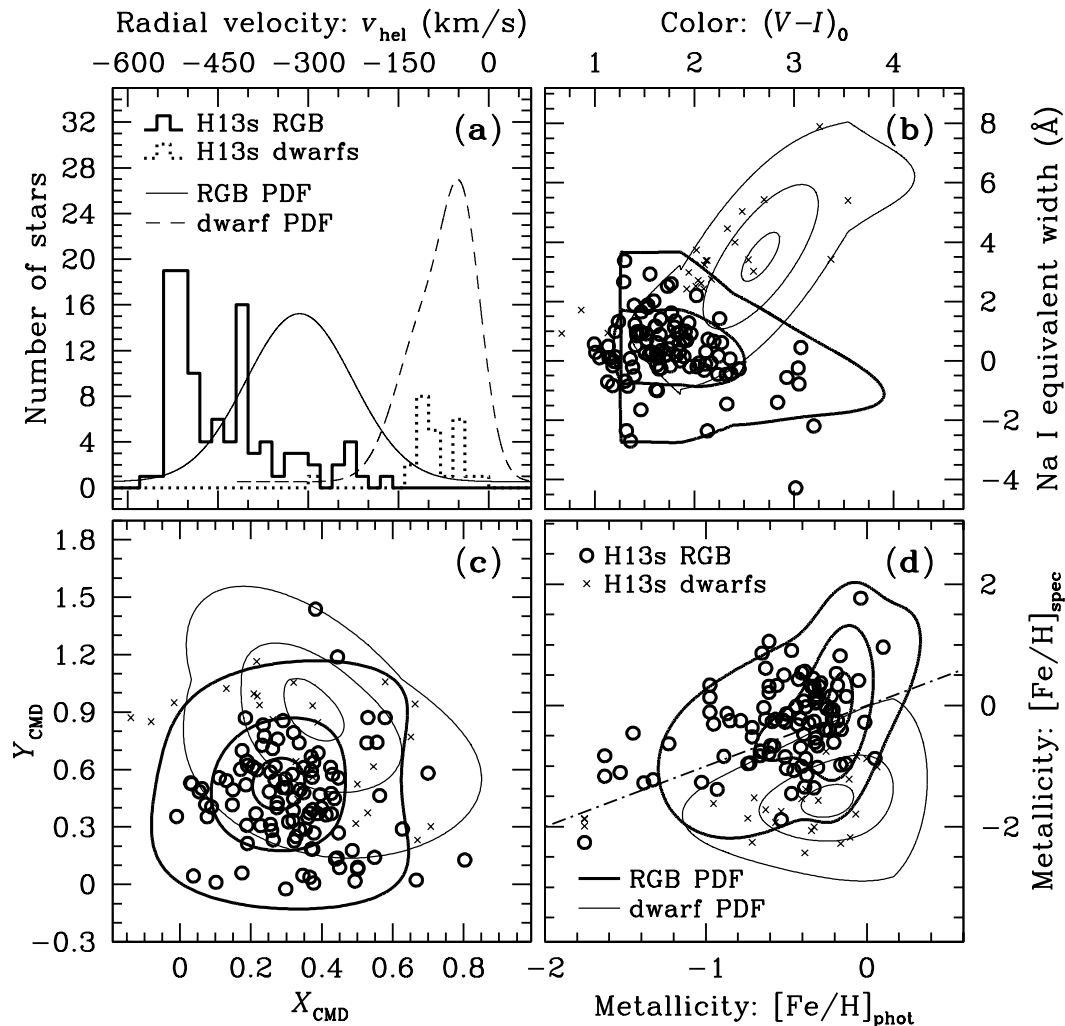 Radial velocity: v_hel (km/s)
Color: (V−I)_0
−600 −450 −300 −150 0
1 2 3 4
(a)
H13s RGB
H13s dwarfs
RGB PDF
dwarf PDF
32
28
24
20
16
12
8
4
0
Number of stars
(b)
8
6
4
2
0
−2
−4
Na I equivalent width (Å)
(c)
1.8
1.5
1.2
0.9
0.6
0.3
0
−0.3
Y_CMD
0 0.2 0.4 0.6 0.8
X_CMD
(d)
H13s RGB
H13s dwarfs
RGB PDF
dwarf PDF
2
0
−2
Metallicity: [Fe/H]_spec
−2 −1 0
Metallicity: [Fe/H]_phot